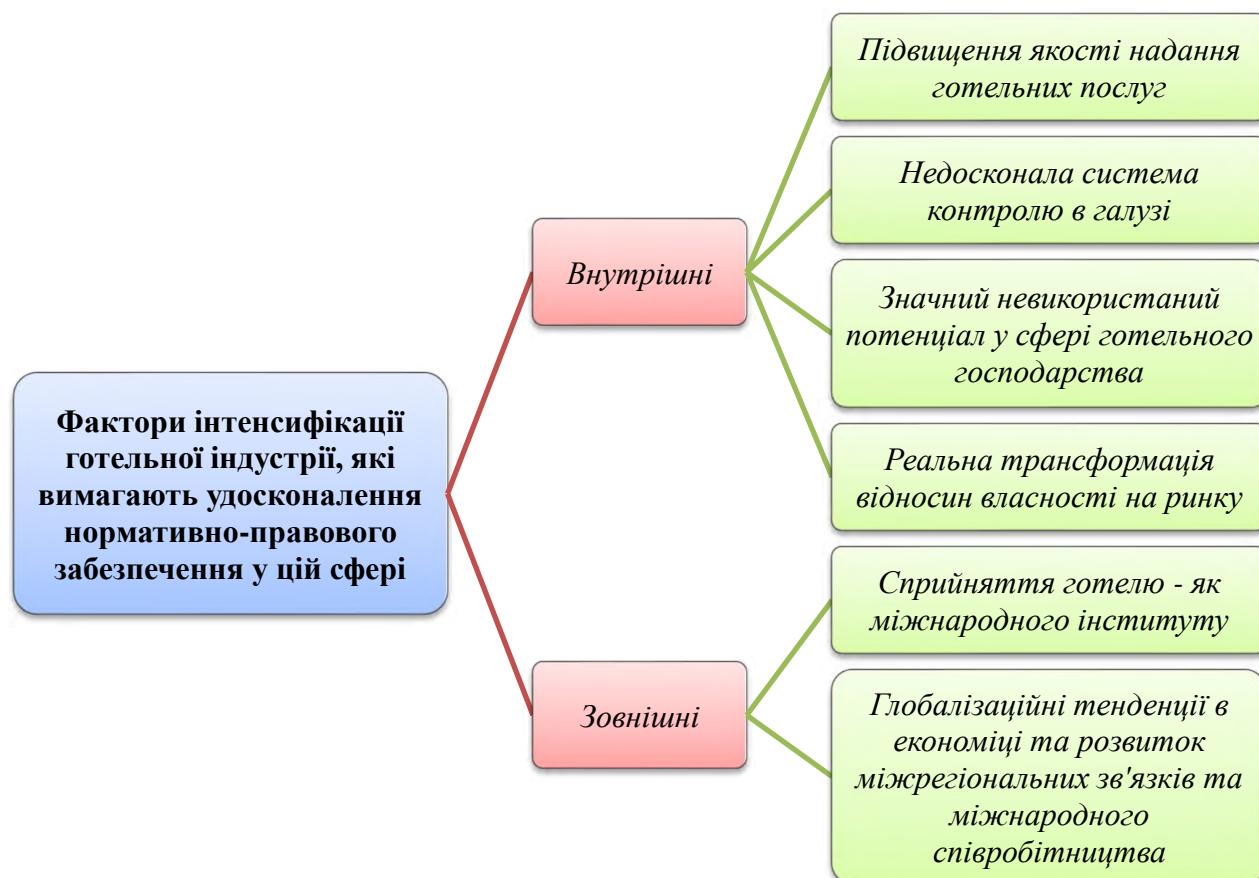 Фактори інтенсифікації
готельної індустрії, які
вимагають удосконалення
нормативно-правового
забезпечення у цій сфері
Внутрішні
Підвищення якості надання
готельних послуг
Недосконала система
контролю в галузі
Значний невикористаний
потенціал у сфері готельного
господарства
Реальна трансформація
відносин власності на ринку
Зовнішні
Сприйняття готелю - як
міжнародного інституту
Глобалізаційні тенденції в
економіці та розвиток
міжрегіональних зв'язків та
міжнародного
співробітництва